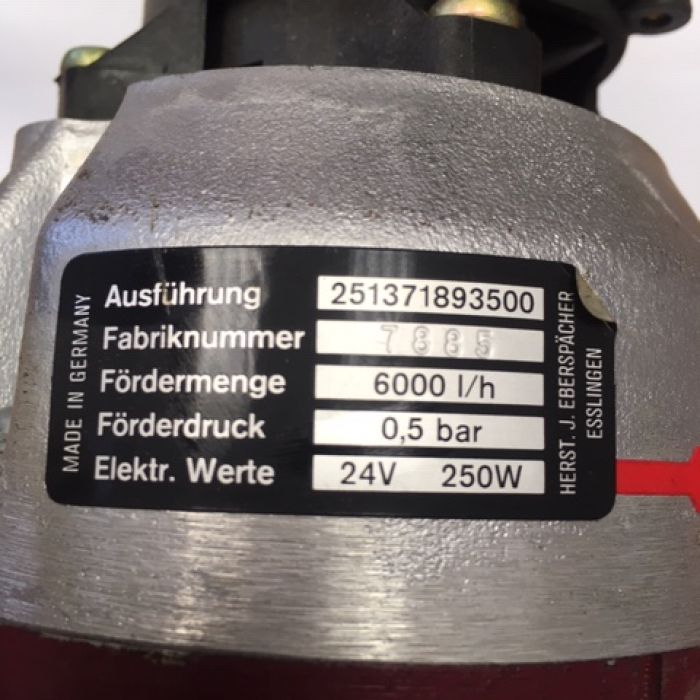 MADE IN GERMANY
Ausführung 251371893500
Fabriknummer 7885
Fördermenge 6000 l/h
Förderdruck 0,5 bar
Elektr. Werte 24V 250W
HERST. J. EBERSPÄCHER
ESSLINGEN